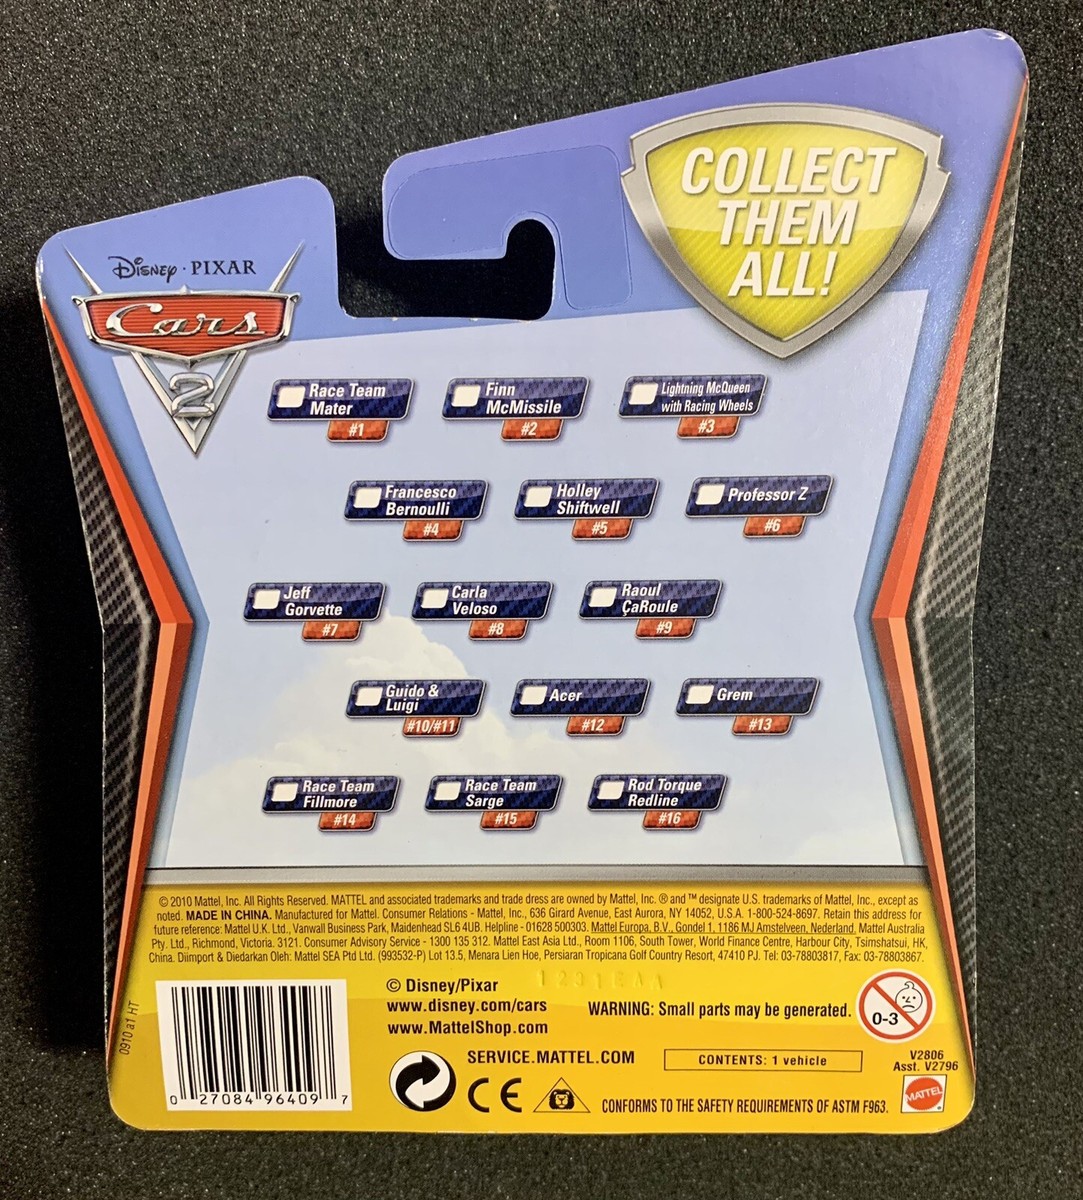 COLLECT
THEM
ALL!
Disney · PIXAR
Cars
2
Race Team
Mater
#1
Finn
McMissile
#2
Lightning McQueen
with Racing Wheels
#3
Francesco
Bernoulli
#4
Holley
Shiftwell
#5
Professor Z
#6
Jeff
Gorvette
#7
Carla
Veloso
#8
Raoul
ÇaRoule
#9
Guido &
Luigi
#10/#11
Acer
#12
Grem
#13
Race Team
Fillmore
#14
Race Team
Sarge
#15
Rod Torque
Redline
#16
© 2010 Mattel, Inc. All Rights Reserved. MATTEL and associated trademarks and trade dress are owned by Mattel, Inc. ® and ™ designate U.S. trademarks of Mattel, Inc., except as
noted. MADE IN CHINA. Manufactured for Mattel. Consumer Relations - Mattel, Inc., 636 Girard Avenue, East Aurora, NY 14052, U.S.A. 1-800-524-8697. Retain this address for
future reference: Mattel U.K. Ltd., Vanwall Business Park, Maidenhead SL6 4UB. Helpline - 01628 500303. Mattel Europa, B.V., Gondel 1, 1186 MJ Amstelveen, Nederland. Mattel Australia
Pty. Ltd., Richmond, Victoria. 3121. Consumer Advisory Service - 1300 135 312. Mattel East Asia Ltd., Room 1106, South Tower, World Finance Centre, Harbour City, Tsimshatsui, HK,
China. Diimport & Diedarkan Oleh: Mattel SEA Ptd Ltd. (993532-P) Lot 13.5, Menara Lien Hoe, Persiaran Tropicana Golf Country Resort, 47410 PJ. Tel: 03-78803817, Fax: 03-78803867.
1231EAA
© Disney/Pixar
www.disney.com/cars
www.MattelShop.com
WARNING: Small parts may be generated.
0-3
0910 a1 HT
0 27084 96409 7
SERVICE.MATTEL.COM
CONTENTS: 1 vehicle
V2806
Asst. V2796
CE
CONFORMS TO THE SAFETY REQUIREMENTS OF ASTM F963.
MATTEL